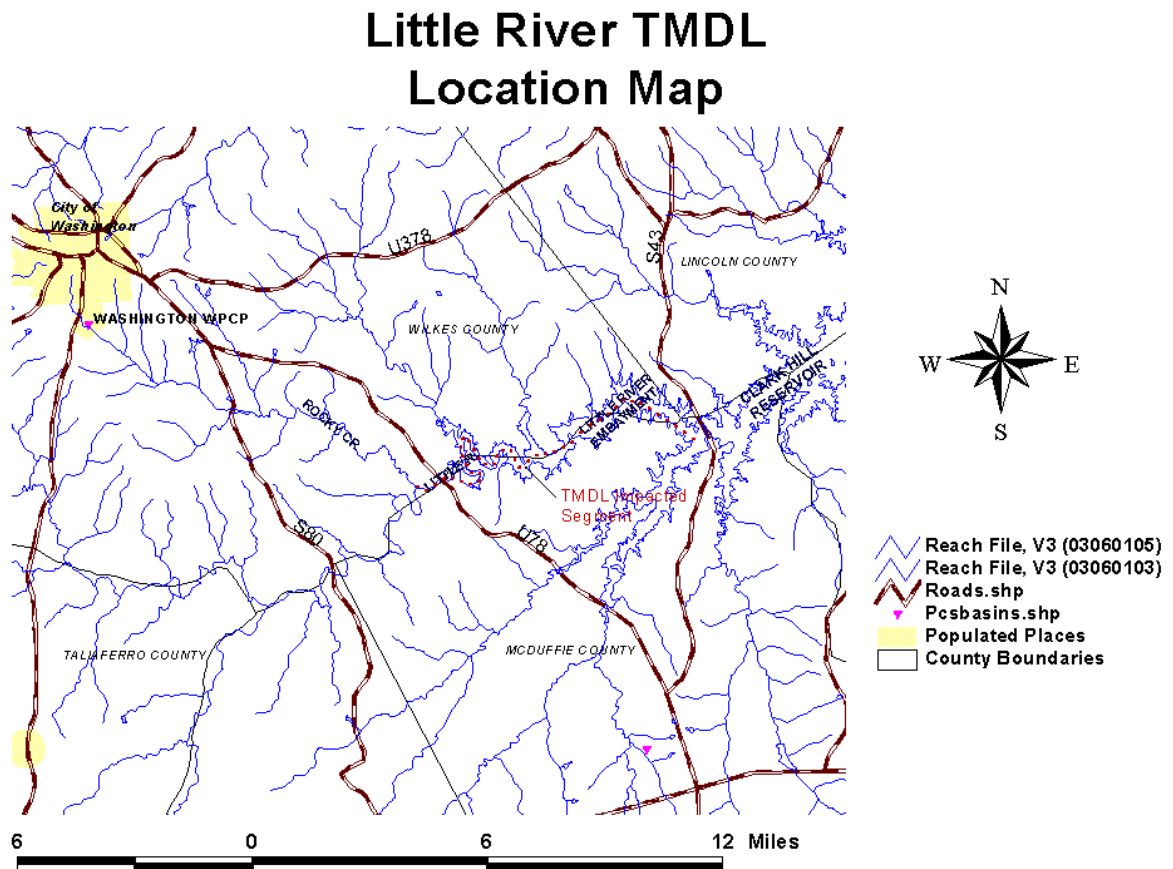 Little River TMDL
Location Map
City of
Washington
U378
S43
LINCOLN COUNTY
WASHINGTON WPCP
WILKES COUNTY
CLARK HILL
RESERVOIR
LITTLE RIVER
EMBAYMENT
ROCKY CR.
LITTLE R.
TMDL Impacted
Segment
S80
U78
TALIAFERRO COUNTY
MCDUFFIE COUNTY
N
W
E
S
Reach File, V3 (03060105)
Reach File, V3 (03060103)
Roads.shp
Pcsbasins.shp
Populated Places
County Boundaries
6 0 6 12 Miles